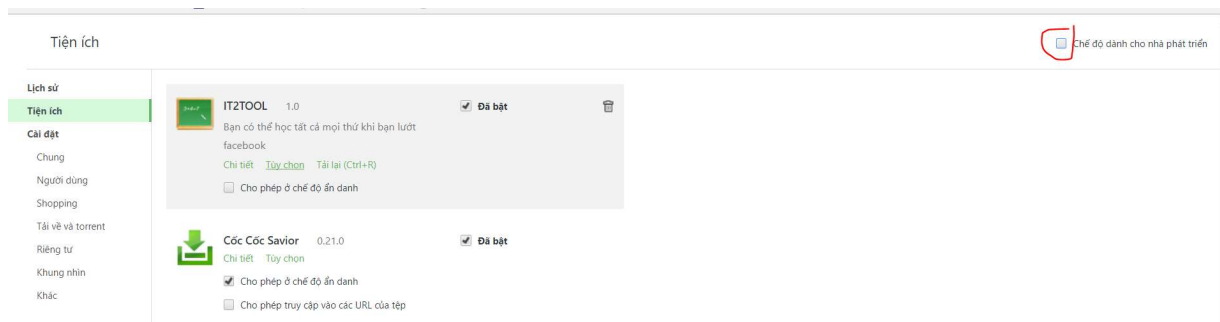 Tiện ích
Chế độ dành cho nhà phát triển
Lịch sử
Tiện ích
Cài đặt
Chung
Người dùng
Shopping
Tải về và torrent
Riêng tư
Khung nhìn
Khác
IT2TOOL 1.0
Đã bật
Bạn có thể học tất cả mọi thứ khi bạn lướt
facebook
Chi tiết Tùy chọn Tải lại (Ctrl+R)
Cho phép ở chế độ ẩn danh
Cốc Cốc Savior 0.21.0
Đã bật
Chi tiết Tùy chọn
Cho phép ở chế độ ẩn danh
Cho phép truy cập vào các URL của tệp